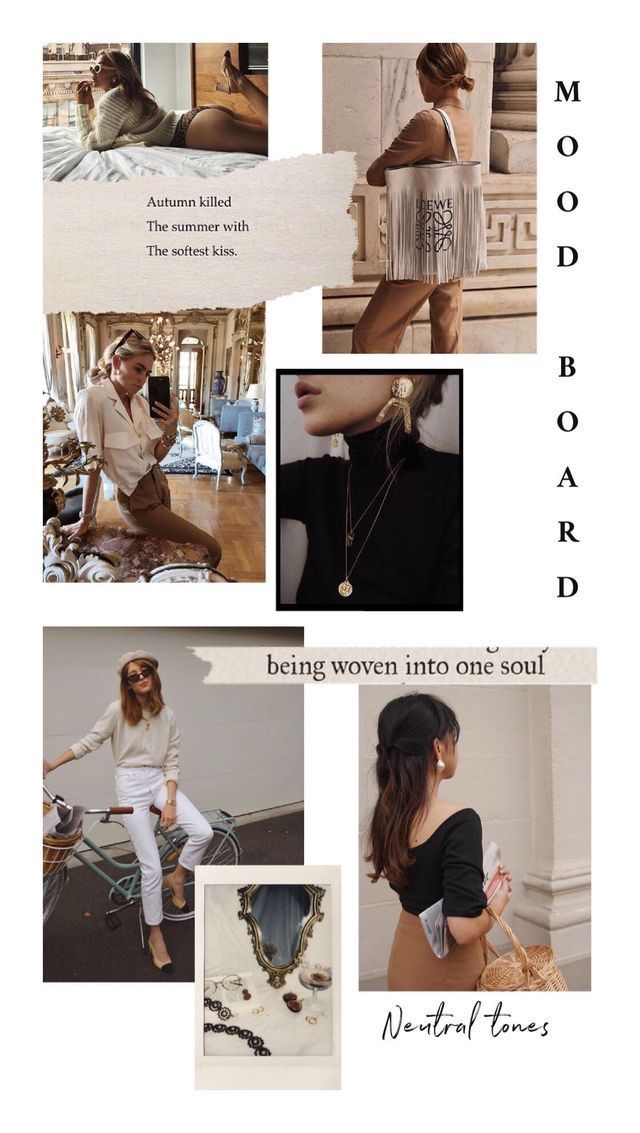 MOOD BOARD
Autumn killed
The summer with
The softest kiss.
LOEWE
being woven into one soul
Neutral tones